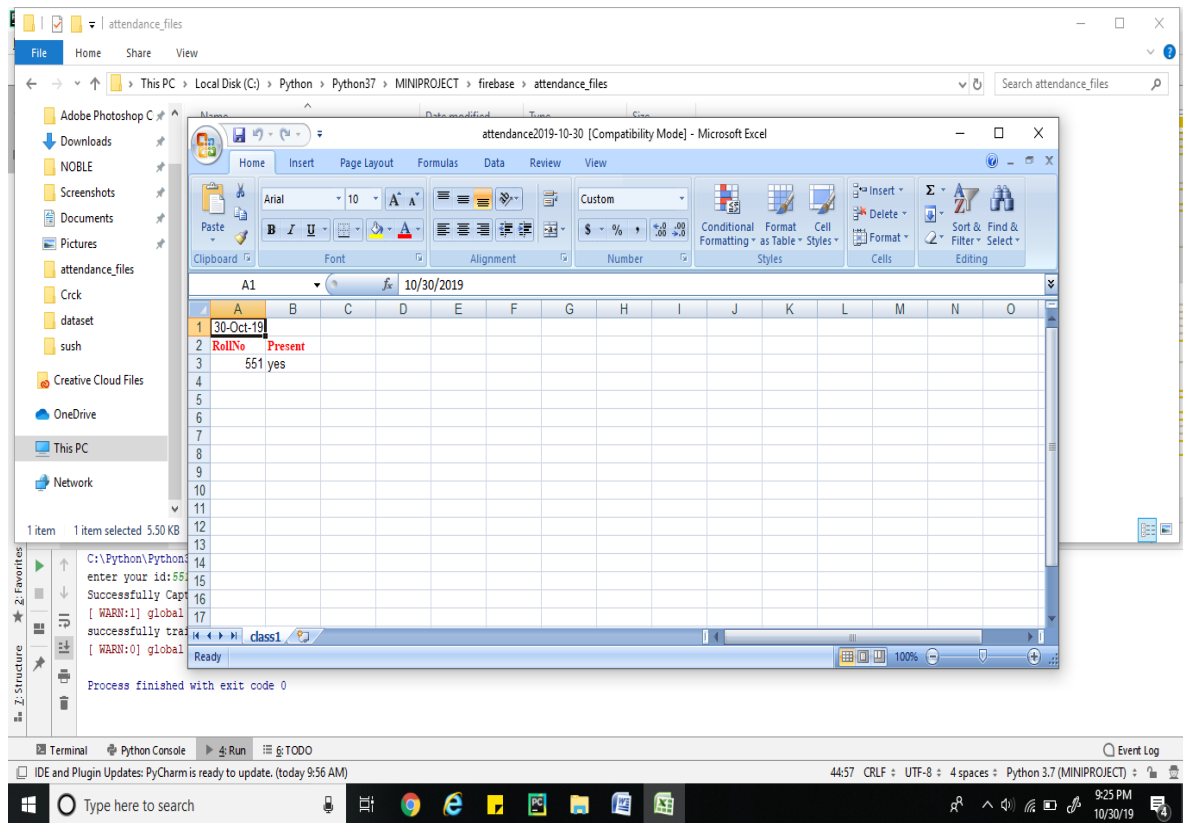 attendance_files
File Home Share View
This PC > Local Disk (C:) > Python > Python37 > MINIPROJECT > firebase > attendance_files
Search attendance_files
Adobe Photoshop C
Downloads
NOBLE
Screenshots
Documents
Pictures
attendance_files
Crck
dataset
sush
Creative Cloud Files
OneDrive
This PC
Network
1 item 1 item selected 5.50 KB
Name Date modified Type Size
attendance2019-10-30 [Compatibility Mode] - Microsoft Excel
Home Insert Page Layout Formulas Data Review View
Paste
Clipboard
Arial 10
B I U
Font
Alignment
Custom
$ % ,
Number
Conditional Formatting
Format as Table
Cell Styles
Styles
Insert
Delete
Format
Cells
Σ
Sort & Filter
Find & Select
Editing
A1 fx 10/30/2019
A B C D E F G H I J K L M N O
1 30-Oct-19
2 RollNo Present
3 551 yes
4
5
6
7
8
9
10
11
12
13
14
15
16
17
class1
Ready 100%
2: Favorites
Z: Structure
C:\Python\Python3
enter your id:55
Successfully Capt
[ WARN:1] global
successfully trai
[ WARN:0] global
Process finished with exit code 0
Terminal Python Console 4: Run 6: TODO Event Log
IDE and Plugin Updates: PyCharm is ready to update. (today 9:56 AM) 44:57 CRLF UTF-8 4 spaces Python 3.7 (MINIPROJECT)
Type here to search
9:25 PM
10/30/19
4